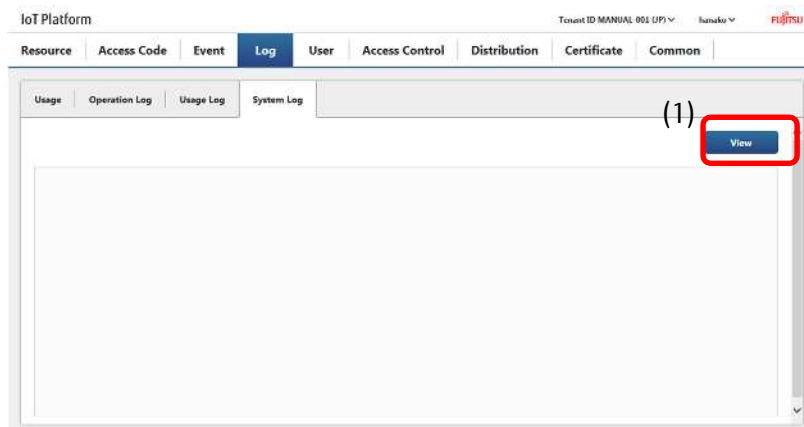 IoT Platform Tenant ID MANUAL 001 (JP) hanako FUJITSU
Resource Access Code Event Log User Access Control Distribution Certificate Common
Usage Operation Log Usage Log System Log
(1)
View